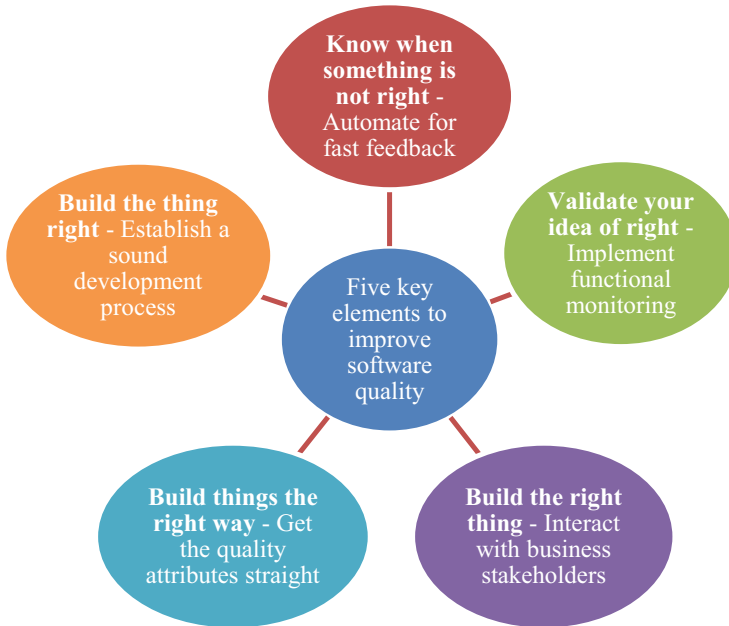 Know when
something is
not right -
Automate for
fast feedback
Build the thing
right - Establish a
sound
development
process
Validate your
idea of right -
Implement
functional
monitoring
Five key
elements to
improve
software
quality
Build things the
right way - Get
the quality
attributes straight
Build the right
thing - Interact
with business
stakeholders